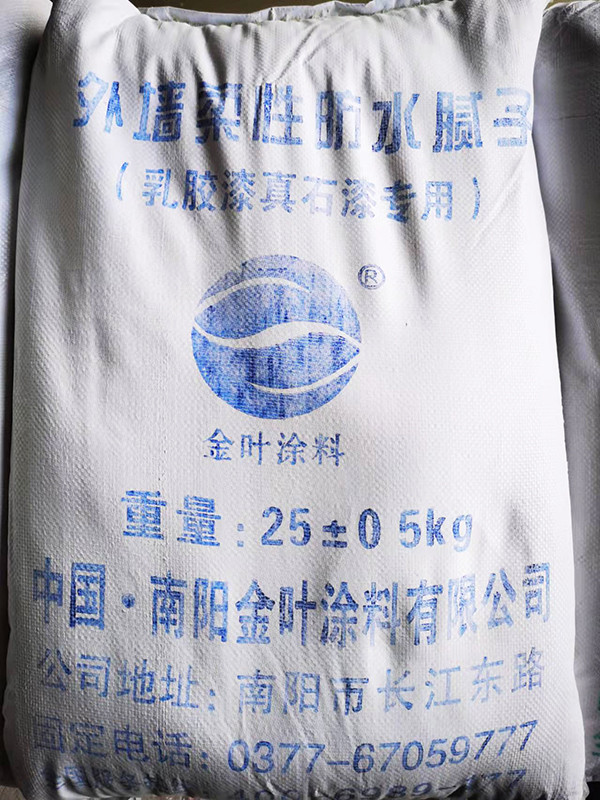 外墙柔性防水腻子
（乳胶漆真石漆专用）
®
金叶涂料
重量：25±0 5kg
中国·南阳金叶涂料有限公司
公司地址：南阳市长江东路
固定电话：0377-67059777